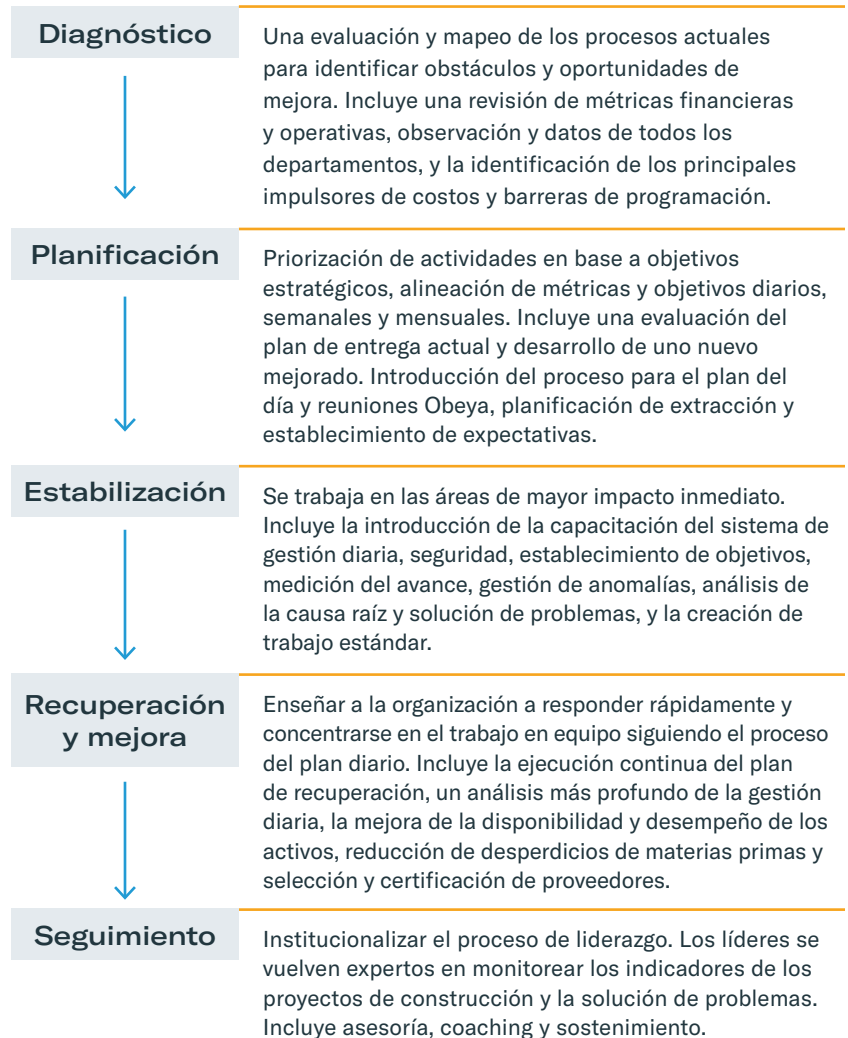 Diagnóstico
Una evaluación y mapeo de los procesos actuales
para identificar obstáculos y oportunidades de
mejora. Incluye una revisión de métricas financieras
y operativas, observación y datos de todos los
departamentos, y la identificación de los principales
impulsores de costos y barreras de programación.
Planificación
Priorización de actividades en base a objetivos
estratégicos, alineación de métricas y objetivos diarios,
semanales y mensuales. Incluye una evaluación del
plan de entrega actual y desarrollo de uno nuevo
mejorado. Introducción del proceso para el plan del
día y reuniones Obeya, planificación de extracción y
establecimiento de expectativas.
Estabilización
Se trabaja en las áreas de mayor impacto inmediato.
Incluye la introducción de la capacitación del sistema de
gestión diaria, seguridad, establecimiento de objetivos,
medición del avance, gestión de anomalías, análisis de
la causa raíz y solución de problemas, y la creación de
trabajo estándar.
Recuperación
y mejora
Enseñar a la organización a responder rápidamente y
concentrarse en el trabajo en equipo siguiendo el proceso
del plan diario. Incluye la ejecución continua del plan
de recuperación, un análisis más profundo de la gestión
diaria, la mejora de la disponibilidad y desempeño de los
activos, reducción de desperdicios de materias primas y
selección y certificación de proveedores.
Seguimiento
Institucionalizar el proceso de liderazgo. Los líderes se
vuelven expertos en monitorear los indicadores de los
proyectos de construcción y la solución de problemas.
Incluye asesoría, coaching y sostenimiento.